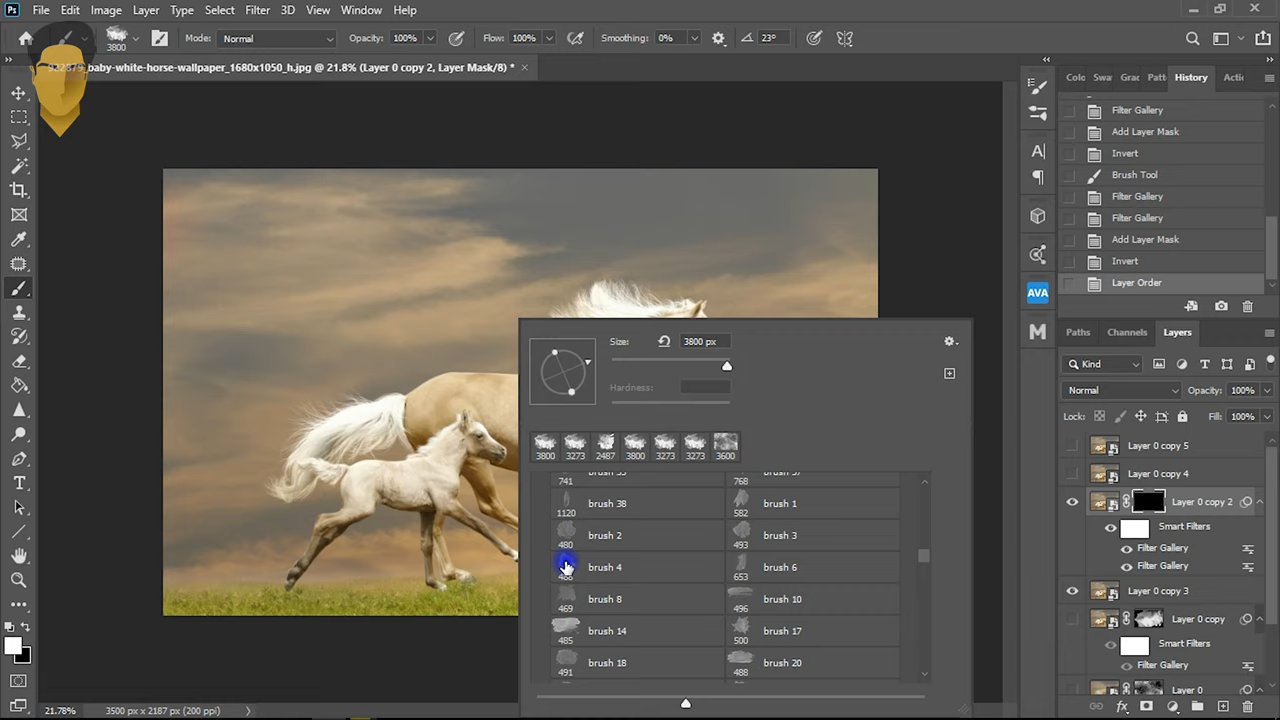 Ps File Edit Image Layer Type Select Filter 3D View Window Help
3800 Mode: Normal Opacity: 100% Flow: 100% Smoothing: 0% 23°
baby-white-horse-wallpaper_1680x1050_h.jpg @ 21.8% (Layer 0 copy 2, Layer Mask/8) *
History
Filter Gallery
Add Layer Mask
Invert
Brush Tool
Filter Gallery
Filter Gallery
Add Layer Mask
Invert
Layer Order
AVA
Paths Channels Layers
Kind
Normal Opacity: 100%
Lock: Fill: 100%
Layer 0 copy 5
Layer 0 copy 4
Layer 0 copy 2
Smart Filters
Filter Gallery
Filter Gallery
Layer 0 copy 3
Layer 0 copy
Smart Filters
Filter Gallery
Layer 0
Size: 3800 px
Hardness:
3800 3273 2487 3800 3273 3273 3600
741 768
brush 38 1120 brush 1 582
brush 2 480 brush 3 493
brush 4 brush 6 653
brush 8 469 brush 10 496
brush 14 485 brush 17 500
brush 18 491 brush 20 488
21.78% 3500 px x 2187 px (200 ppi)